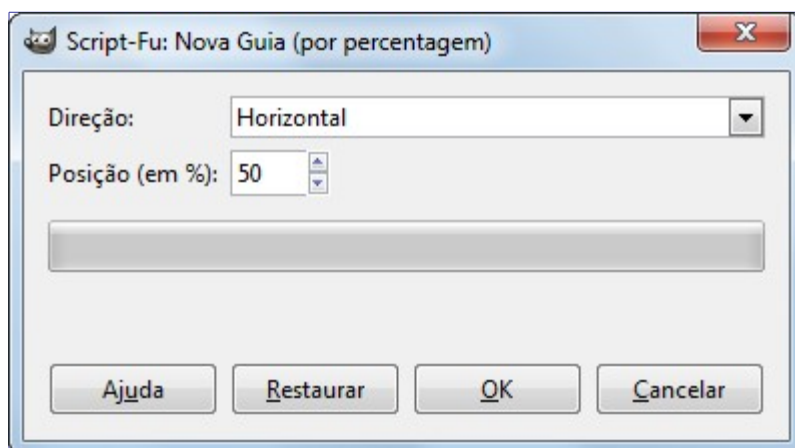 Script-Fu: Nova Guia (por percentagem)
Direção: Horizontal
Posição (em %): 50
Ajuda Restaurar OK Cancelar